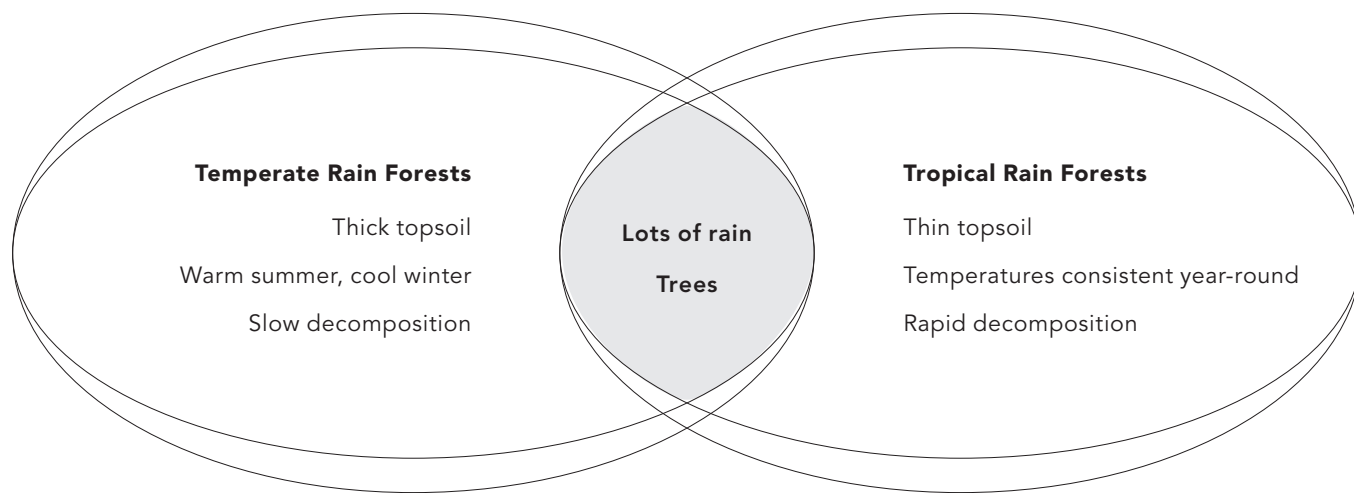 Temperate Rain Forests
Thick topsoil
Warm summer, cool winter
Slow decomposition
Lots of rain
Trees
Tropical Rain Forests
Thin topsoil
Temperatures consistent year-round
Rapid decomposition